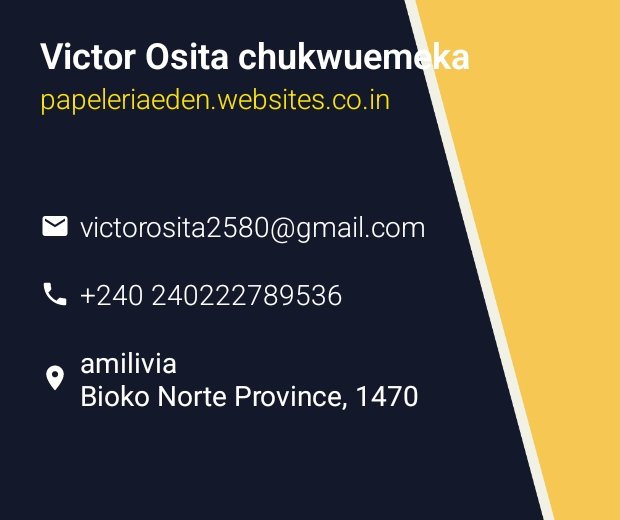 Victor Osita chukwuemeka
papeleriaeden.websites.co.in
victorosita2580@gmail.com
+240 240222789536
amilivia
Bioko Norte Province, 1470